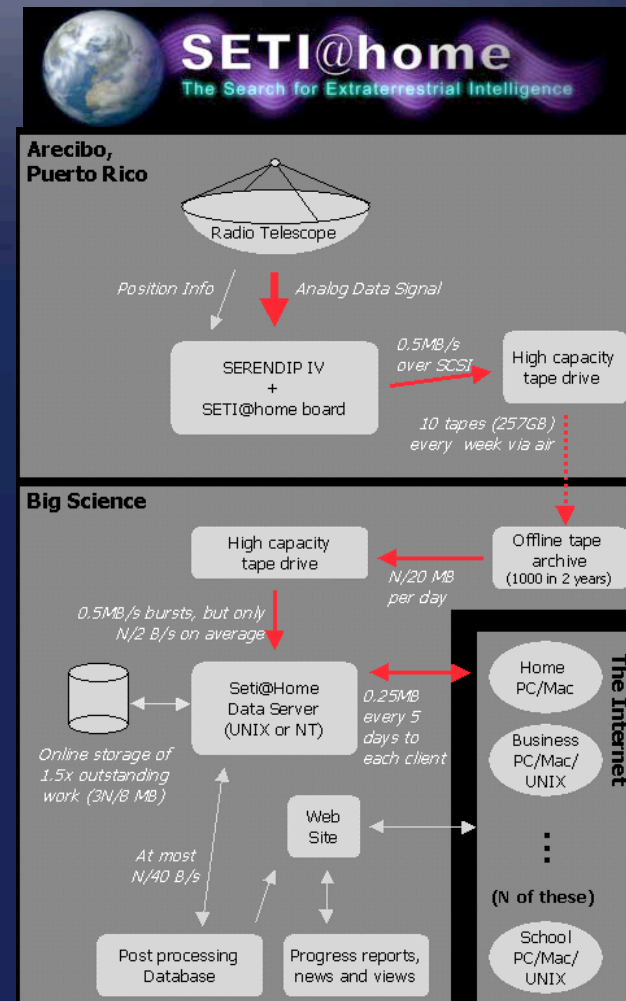 SETI@home
The Search for Extraterrestrial Intelligence
Arecibo,
Puerto Rico
Radio Telescope
Position Info
Analog Data Signal
SERENDIP IV
+
SETI@home board
0.5MB/s
over SCSI
High capacity
tape drive
10 tapes (257GB)
every week via air
Big Science
High capacity
tape drive
N/20 MB
per day
Offline tape
archive
(1000 in 2 years)
0.5MB/s bursts, but only
N/2 B/s on average
Seti@Home
Data Server
(UNIX or NT)
0.25MB
every 5
days to
each client
Online storage of
1.5x outstanding
work (3N/8 MB)
At most
N/40 B/s
Web
Site
Post processing
Database
Progress reports,
news and views
The Internet
Home
PC/Mac
Business
PC/Mac/
UNIX
(N of these)
School
PC/Mac/
UNIX